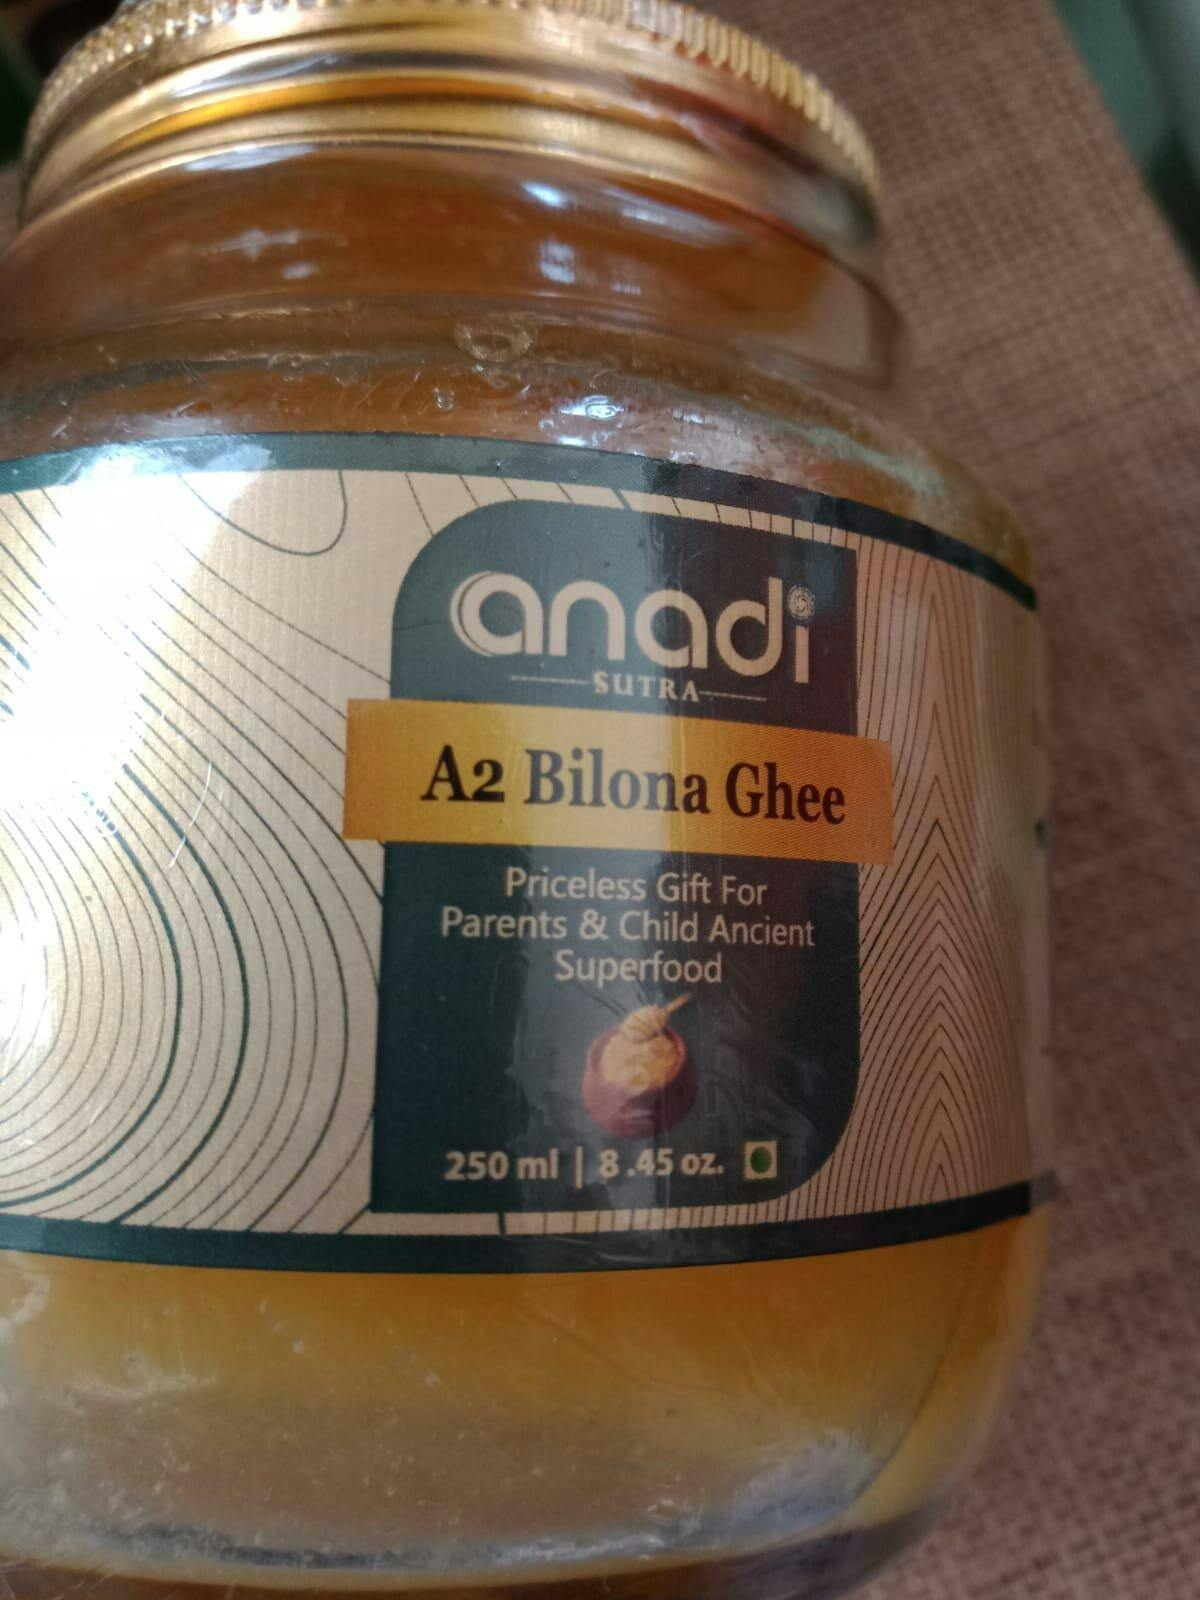 anadi
SUTRA
A2 Bilona Ghee
Priceless Gift For
Parents & Child Ancient
Superfood
250 ml | 8 .45 oz.